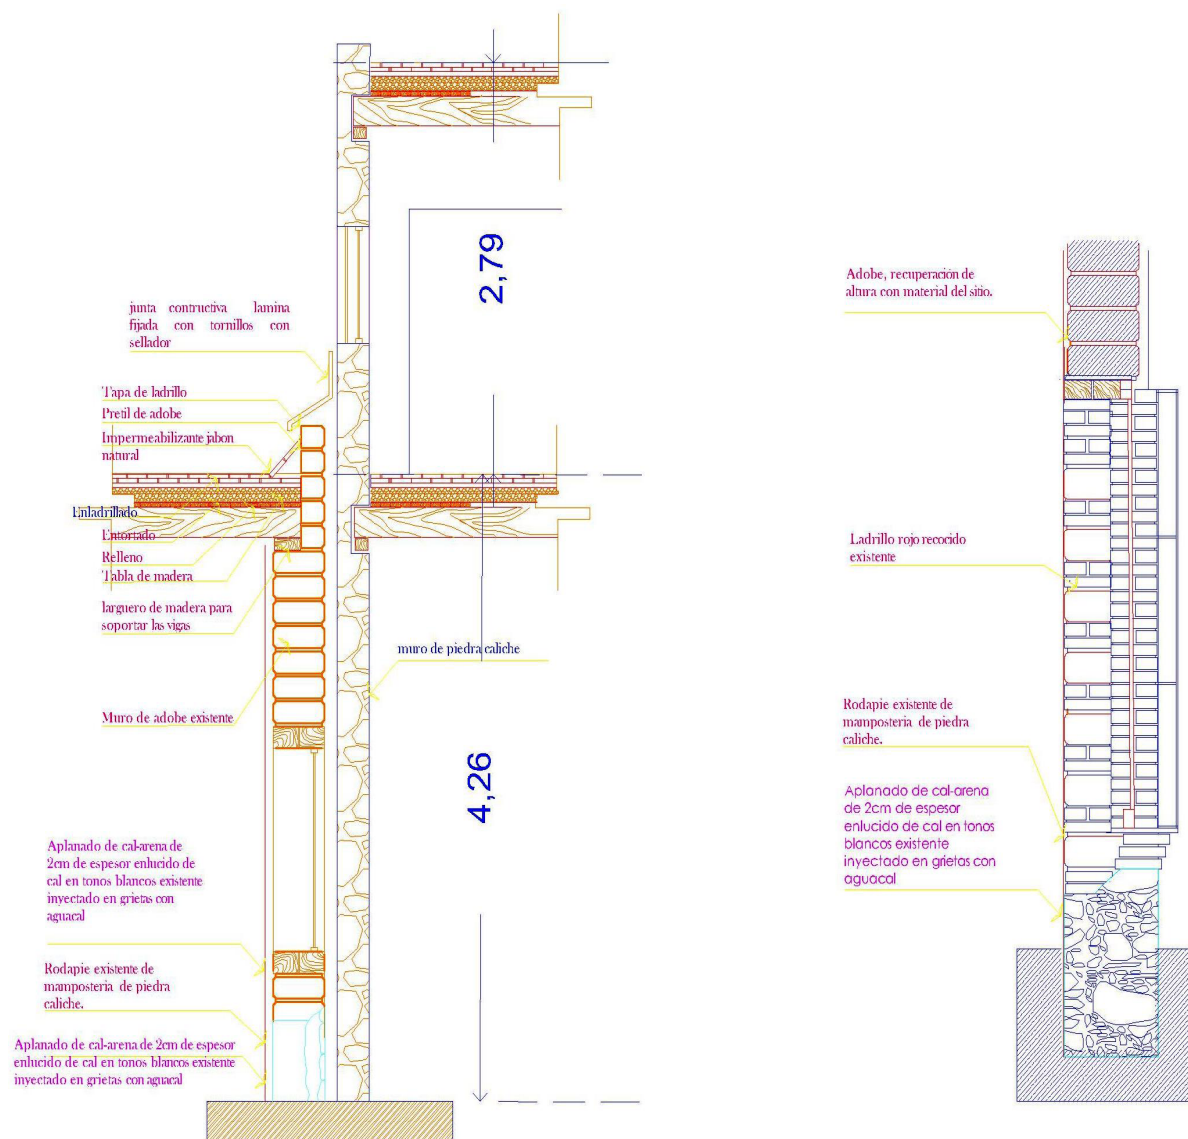 2,79
junta contructiva lamina
fijada con tornillos con
sellador
Tapa de ladrillo
Pretil de adobe
Impermeabilizante jabon
natural
Enladrillado
Entortado
Relleno
Tabla de madera
larguero de madera para
soportar las vigas
muro de piedra caliche
Muro de adobe existente
4,26
Aplanado de cal-arena de
2cm de espesor enlucido de
cal en tonos blancos existente
inyectado en grietas con
aguacal
Rodapie existente de
mamposteria de piedra
caliche.
Aplanado de cal-arena de 2cm de espesor
enlucido de cal en tonos blancos existente
inyectado en grietas con aguacal
Adobe, recuperación de
altura con material del sitio.
Ladrillo rojo recocido
existente
Rodapie existente de
mamposteria de piedra
caliche.
Aplanado de cal-arena
de 2cm de espesor
enlucido de cal en tonos
blancos existente
inyectado en grietas con
aguacal